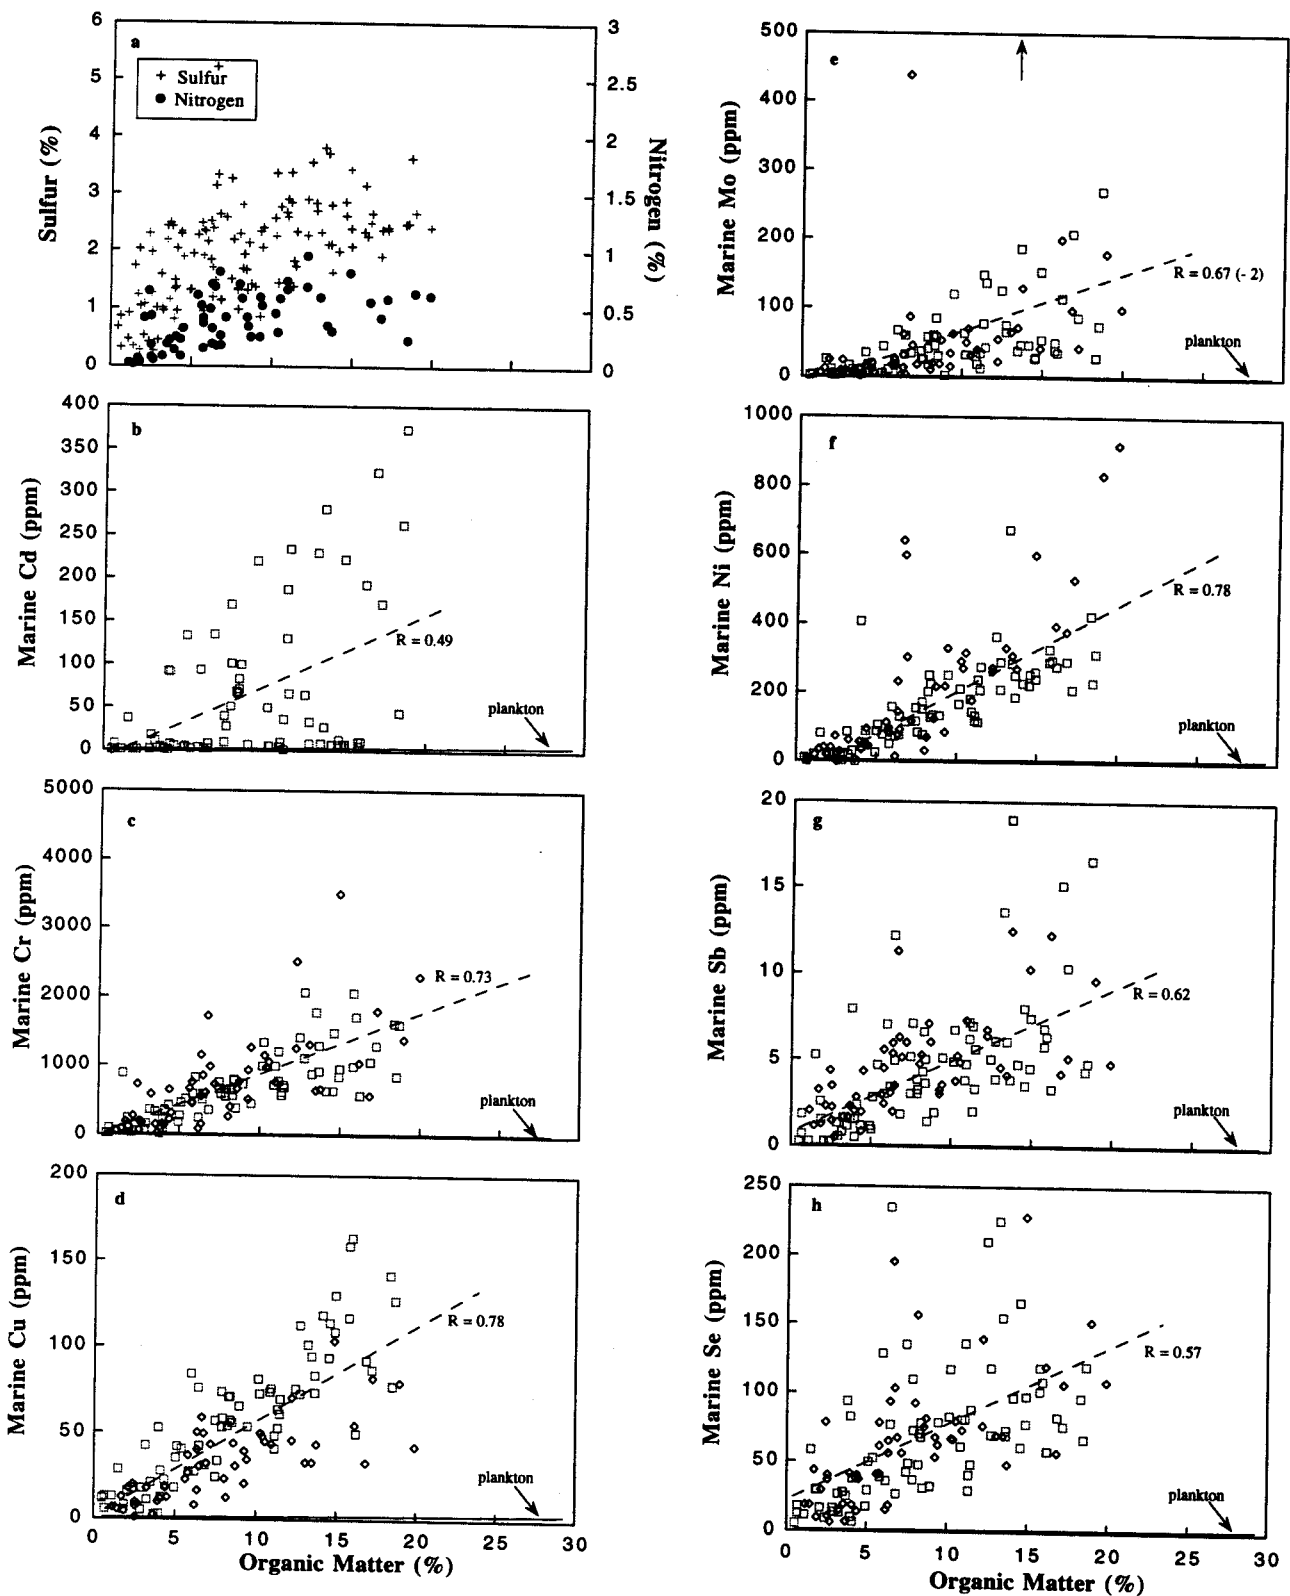 a
+ Sulfur
● Nitrogen
6
5
4
3
2
1
0
Sulfur (%)
3
2.5
2
1.5
1
0.5
0
Nitrogen (%)
b
400
350
300
250
200
150
100
50
0
Marine Cd (ppm)
R = 0.49
plankton
c
5000
4000
3000
2000
1000
0
Marine Cr (ppm)
R = 0.73
plankton
d
200
150
100
50
0
Marine Cu (ppm)
R = 0.78
plankton
0 5 10 15 20 25 30
Organic Matter (%)
e
500
400
300
200
100
0
Marine Mo (ppm)
R = 0.67 (- 2)
plankton
f
1000
800
600
400
200
0
Marine Ni (ppm)
R = 0.78
plankton
g
20
15
10
5
0
Marine Sb (ppm)
R = 0.62
plankton
h
250
200
150
100
50
0
Marine Se (ppm)
R = 0.57
plankton
0 5 10 15 20 25 30
Organic Matter (%)